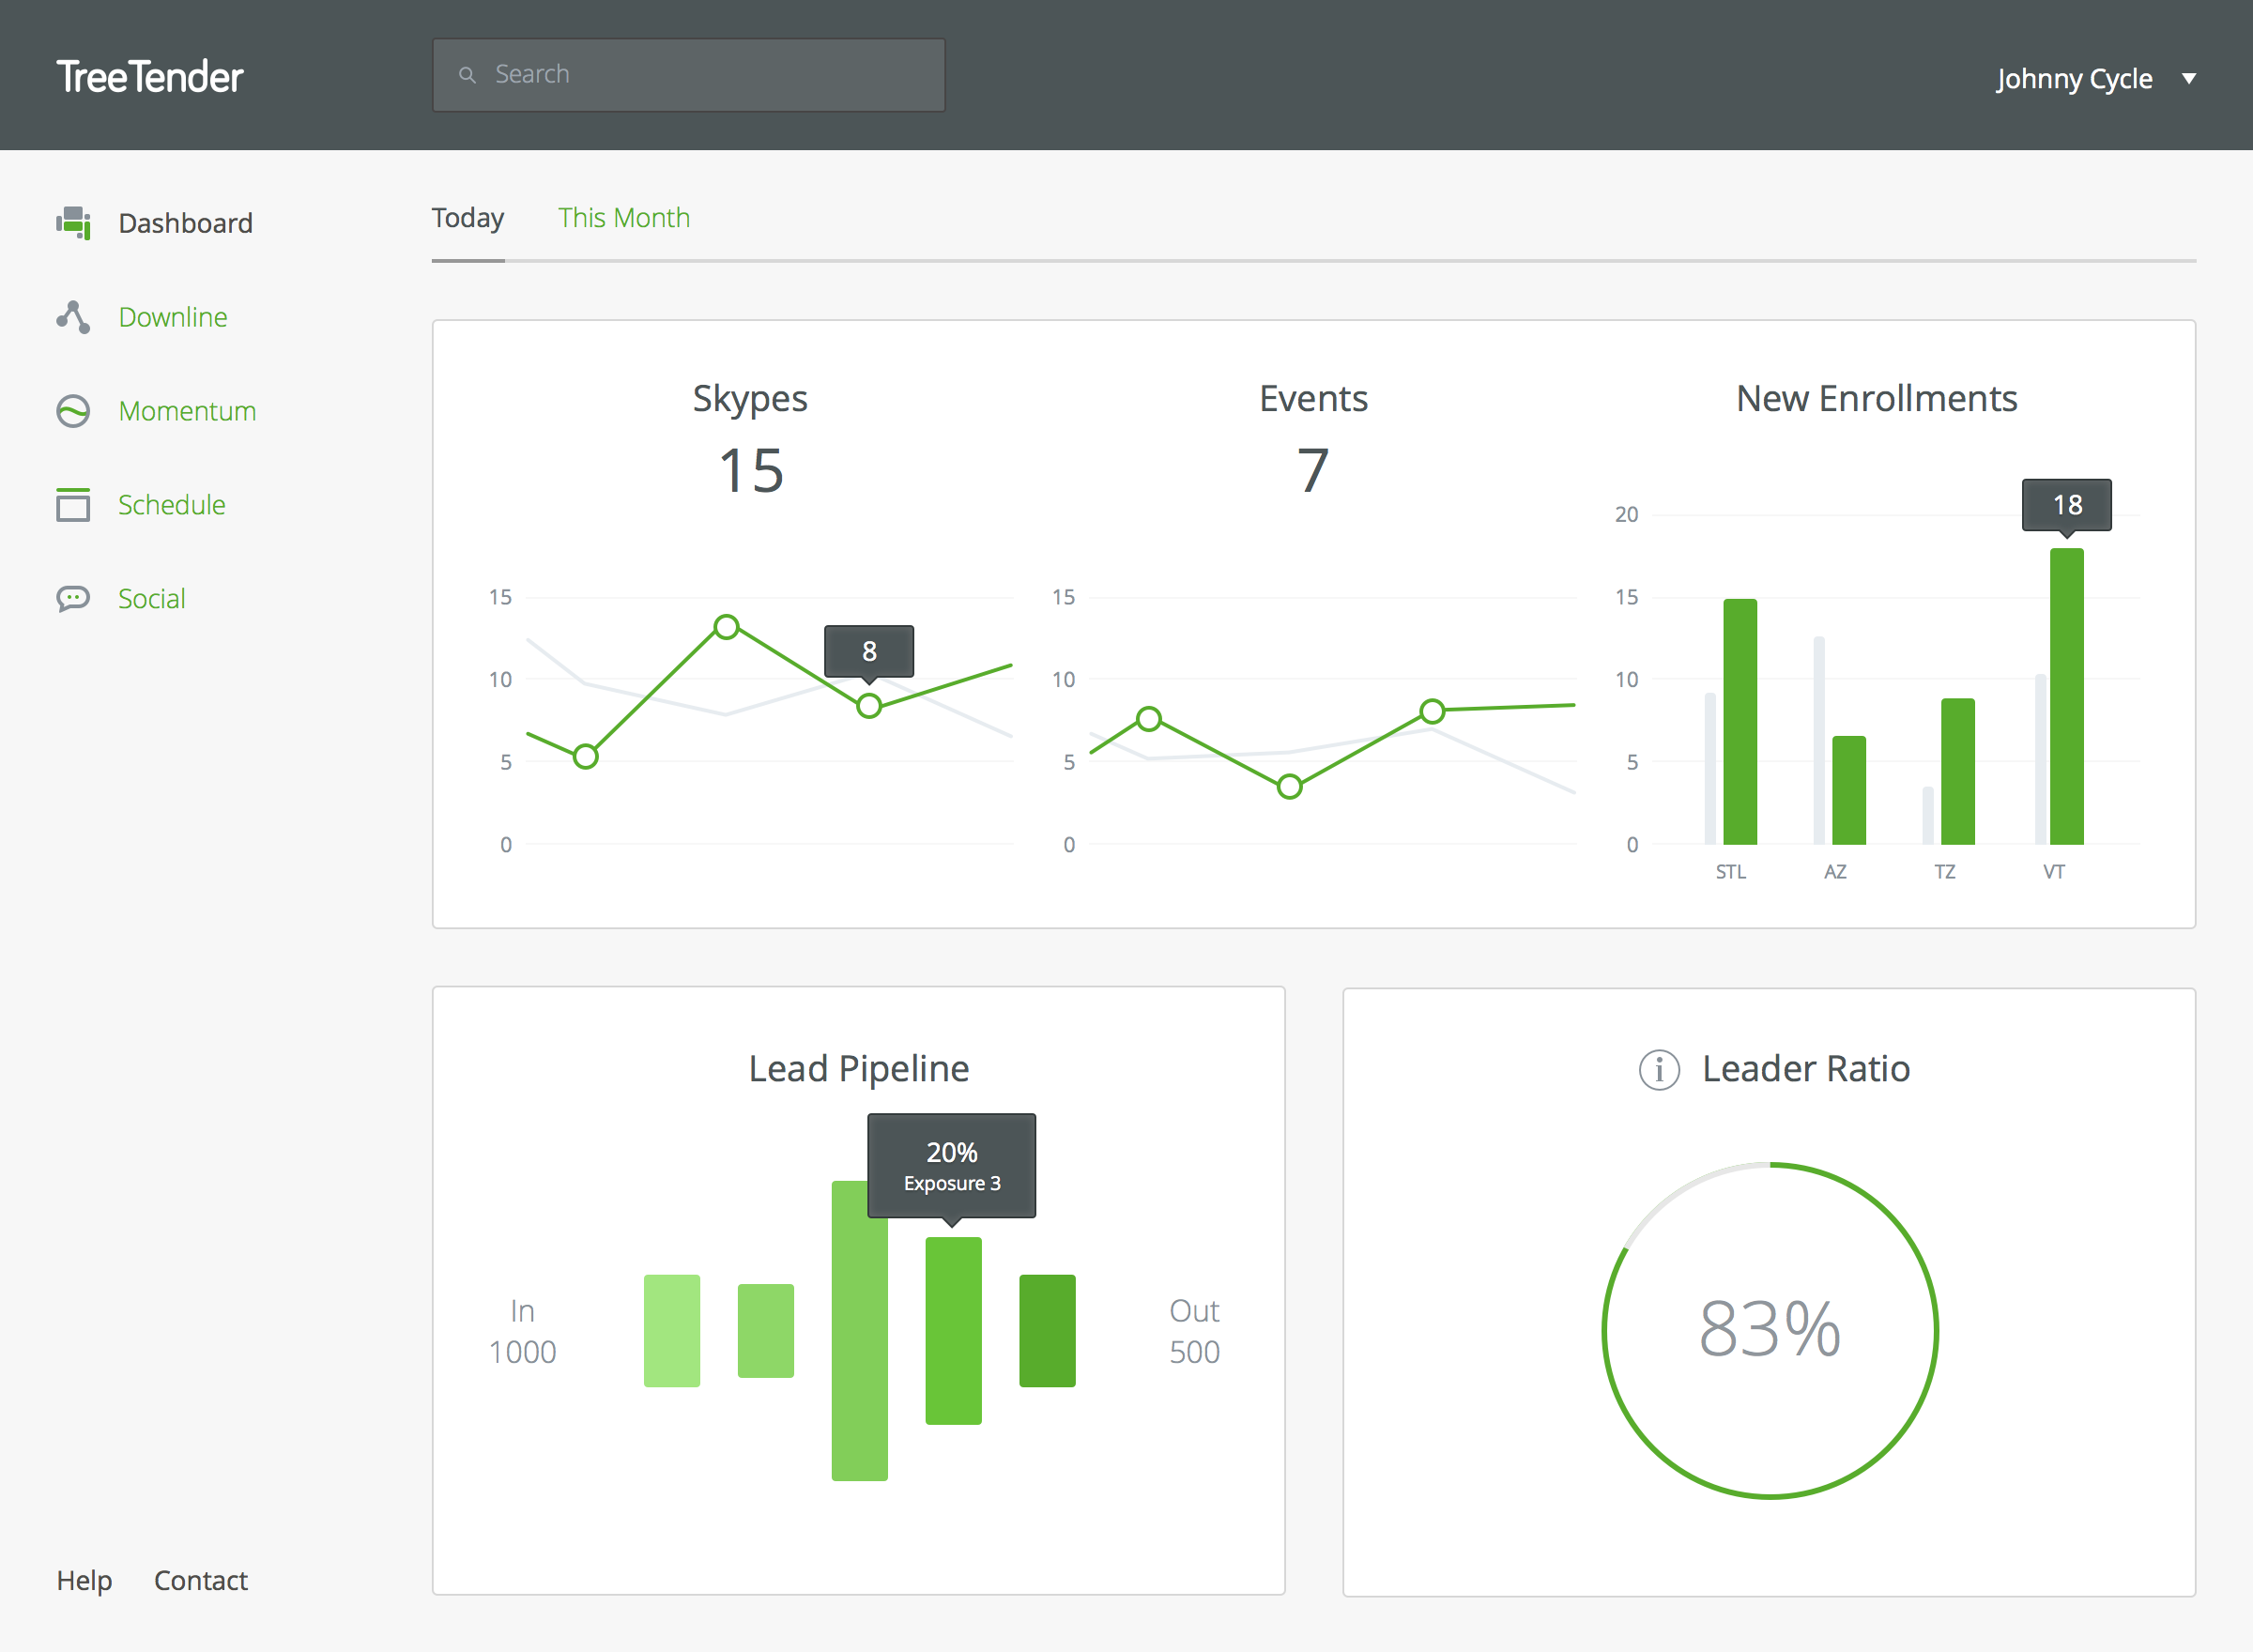 TreeTender
Search
Johnny Cycle
Dashboard
Downline
Momentum
Schedule
Social
Today
This Month
Skypes
15
15
10
5
0
8
Events
7
15
10
5
0
New Enrollments
20
15
10
5
0
18
STL
AZ
TZ
VT
Lead Pipeline
20%
Exposure 3
In
1000
Out
500
i
Leader Ratio
83%
Help
Contact